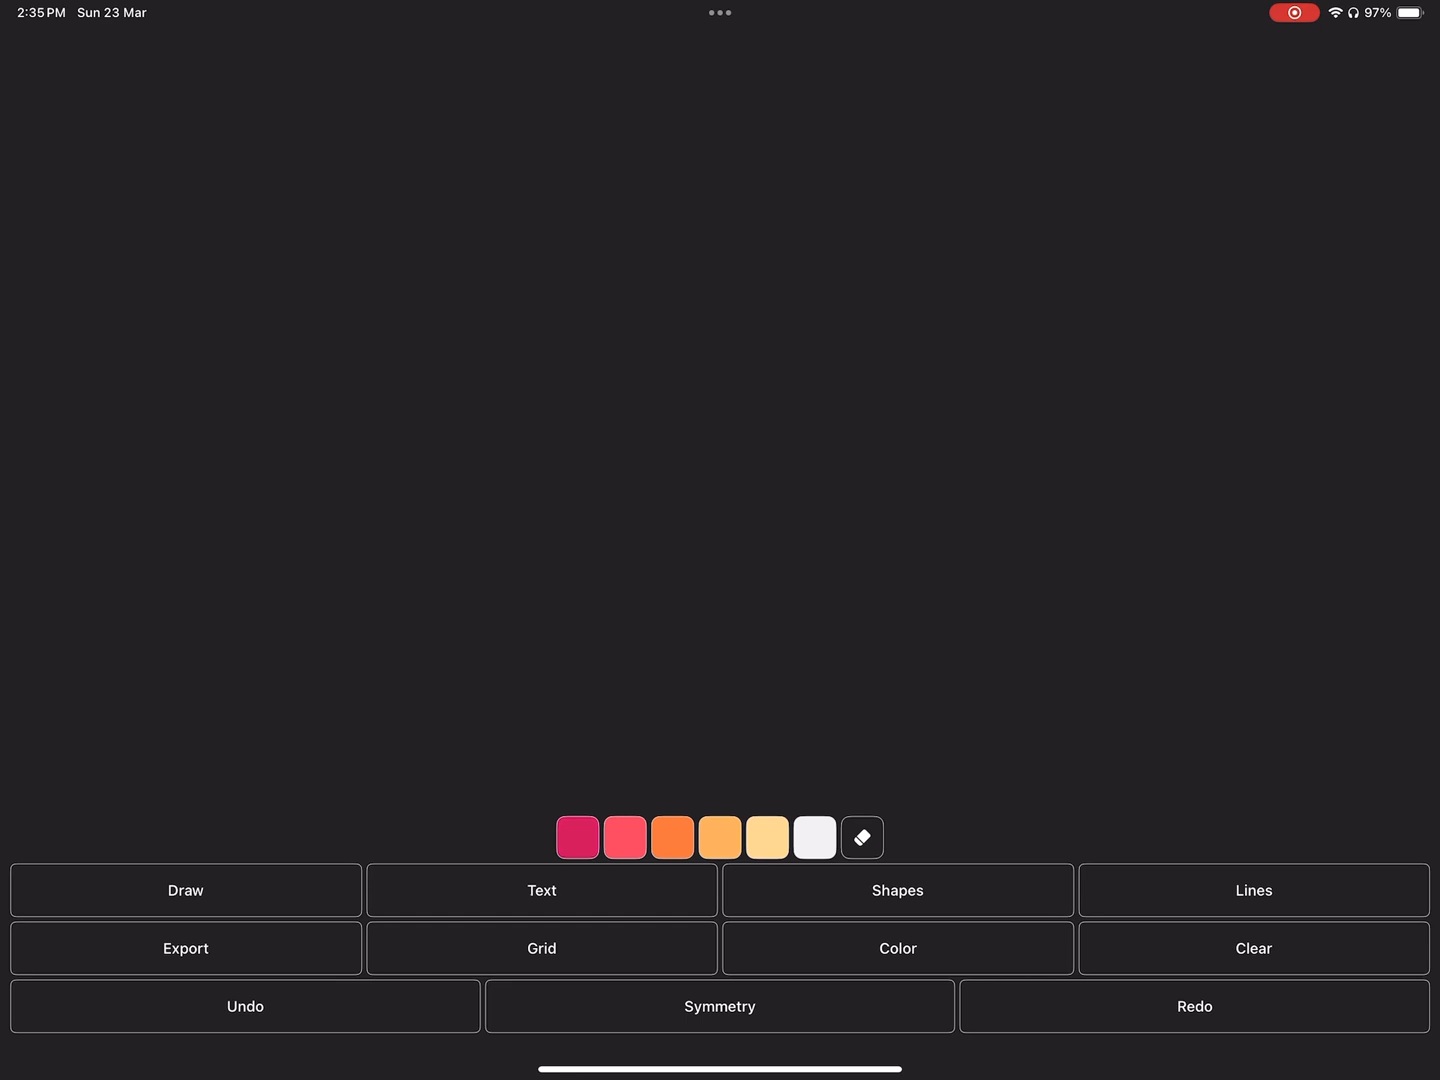 2:35 PM Sun 23 Mar 97%
Draw Text Shapes Lines
Export Grid Color Clear
Undo Symmetry Redo